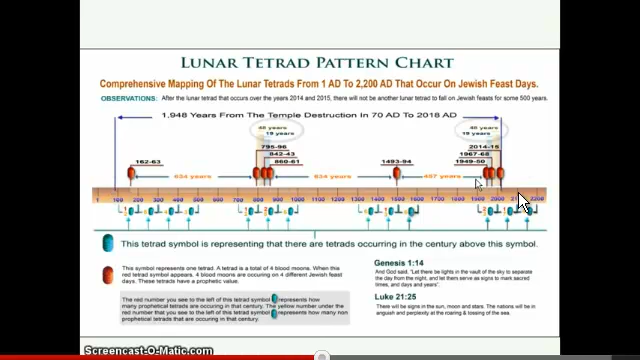 LUNAR TETRAD PATTERN CHART
Comprehensive Mapping Of The Lunar Tetrads From 1 AD To 2,200 AD That Occur On Jewish Feast Days.
OBSERVATIONS: After the lunar tetrad that occurs over the years 2014 and 2015, there will not be another lunar tetrad to fall on Jewish feasts for some 500 years.
1,948 Years From The Temple Destruction In 70 AD To 2018 AD
48 years 48 years
19 years 19 years
795-96 2014-15
842-43 1967-68
162-63 860-61 1493-94 1949-50
634 years 634 years 457 years
This tetrad symbol is representing that there are tetrads occurring in the century above this symbol.
This symbol represents one tetrad. A tetrad is a total of 4 blood moons. When this
red tetrad symbol appears, 4 blood moons are occurring on 4 different Jewish feast
days. These tetrads have a prophetic value.
The red number you see to the left of this tetrad symbol represents how
many prophetical tetrads are occurring in that century. The yellow number under the
red number that you see to the left of this tetrad symbol represents how many non
prophetical tetrads that are occurring in that century.
Genesis 1:14
And God said, "Let there be lights in the vault of the sky to separate
the day from the night, and let them serve as signs to mark sacred
times, and days and years".
Luke 21:25
There will be signs in the sun, moon and stars. The nations will be in
anguish and perplexity at the roaring & tossing of the sea.
Screencast-O-Matic.com